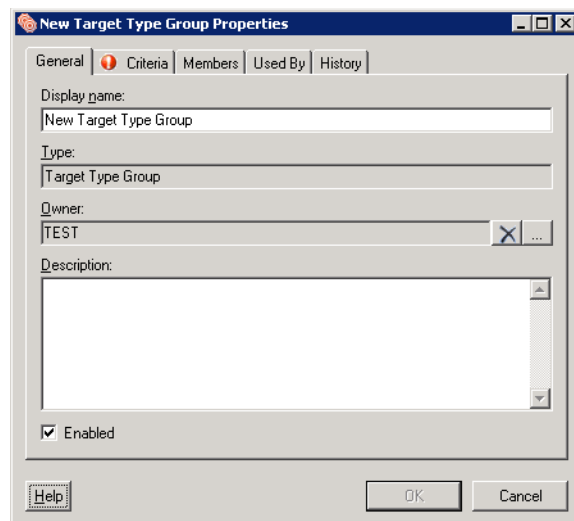 New Target Type Group Properties
General Criteria Members Used By History
Display name:
New Target Type Group
Type:
Target Type Group
Owner:
TEST
...
Description:
Enabled
Help OK Cancel